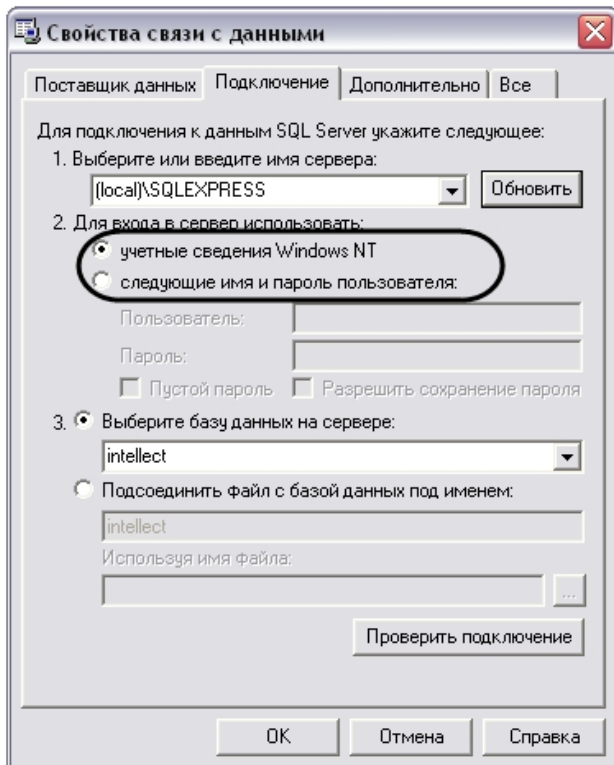 Свойства связи с данными
Поставщик данных Подключение Дополнительно Все
Для подключения к данным SQL Server укажите следующее:
1. Выберите или введите имя сервера:
(local)\SQLEXPRESS Обновить
2. Для входа в сервер использовать:
учетные сведения Windows NT
следующие имя и пароль пользователя:
Пользователь:
Пароль:
Пустой пароль Разрешить сохранение пароля
3. Выберите базу данных на сервере:
intellect
Подсоединить файл с базой данных под именем:
intellect
Используя имя файла:
...
Проверить подключение
OK Отмена Справка